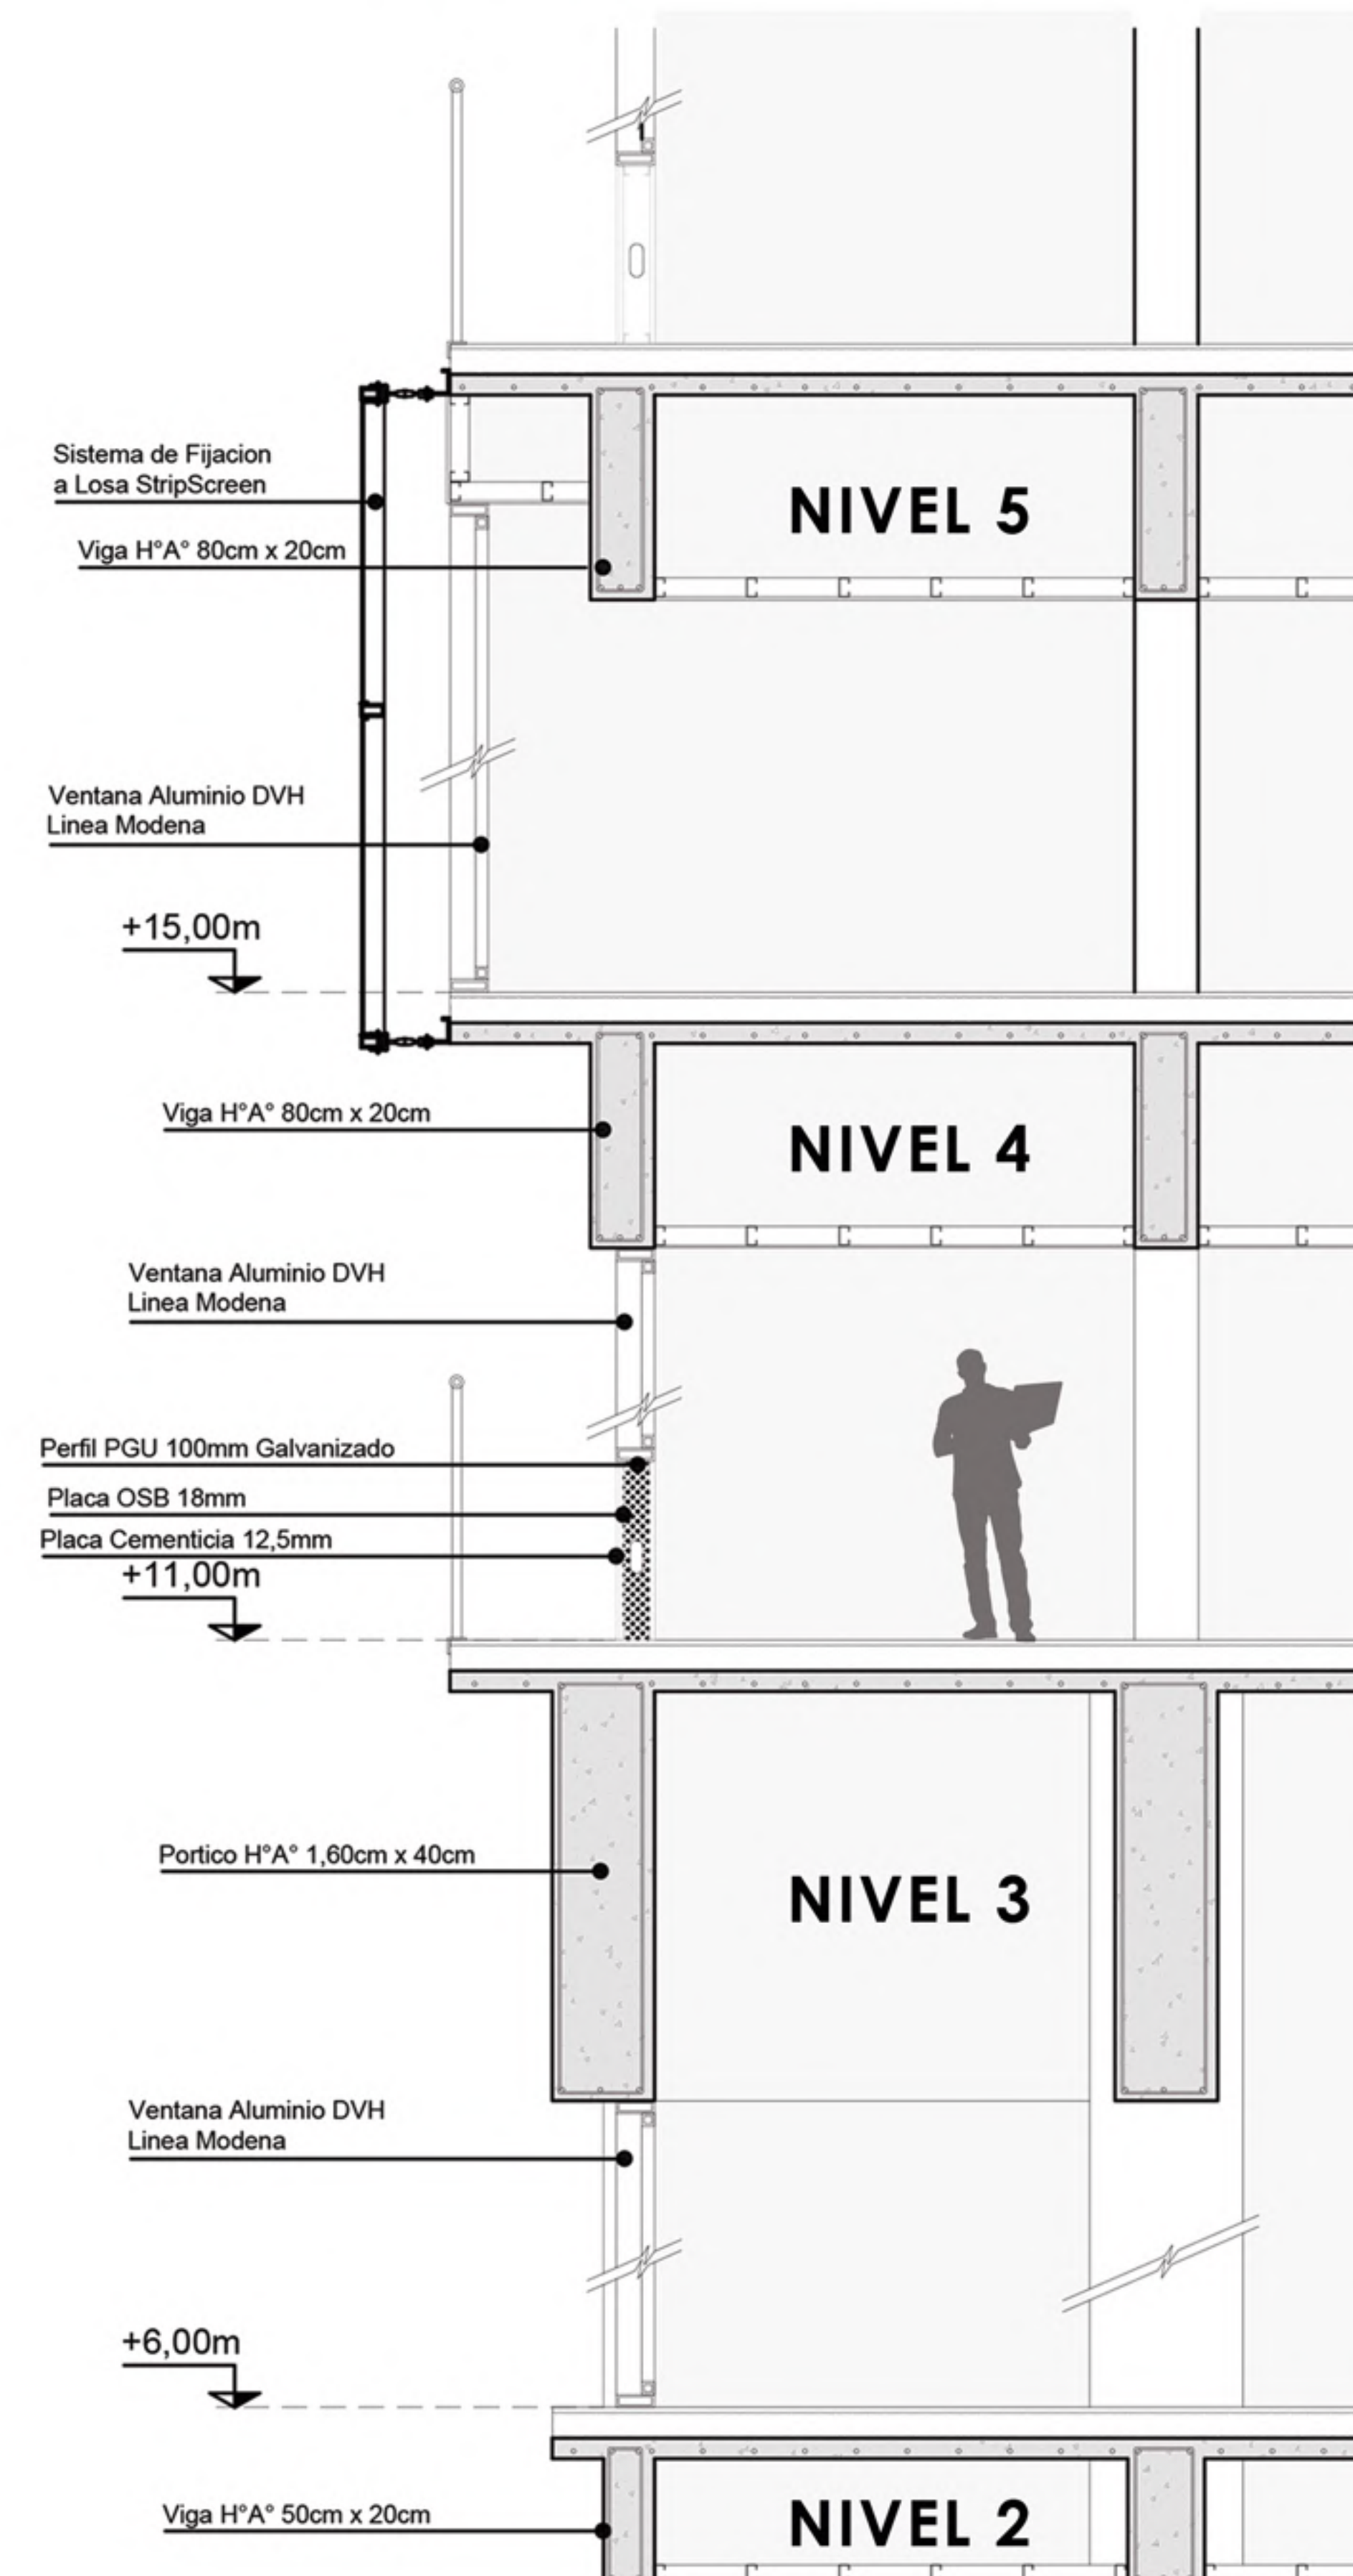 Sistema de Fijacion
a Losa StripScreen
NIVEL 5
Viga H°A° 80cm x 20cm
Ventana Aluminio DVH
Linea Modena
+15,00m
Viga H°A° 80cm x 20cm
NIVEL 4
Ventana Aluminio DVH
Linea Modena
Perfil PGU 100mm Galvanizado
Placa OSB 18mm
Placa Cementicia 12,5mm
+11,00m
Portico H°A° 1,60cm x 40cm
NIVEL 3
Ventana Aluminio DVH
Linea Modena
+6,00m
Viga H°A° 50cm x 20cm
NIVEL 2